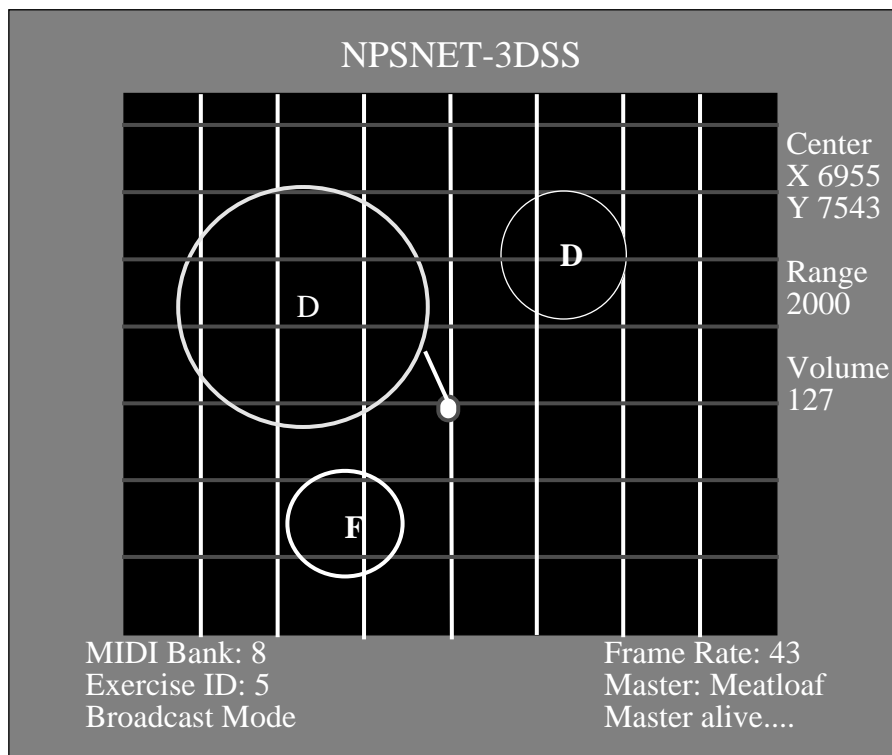 NPSNET-3DSS
Center
X 6955
Y 7543
Range
2000
Volume
127
D
D
F
MIDI Bank: 8
Exercise ID: 5
Broadcast Mode
Frame Rate: 43
Master: Meatloaf
Master alive....